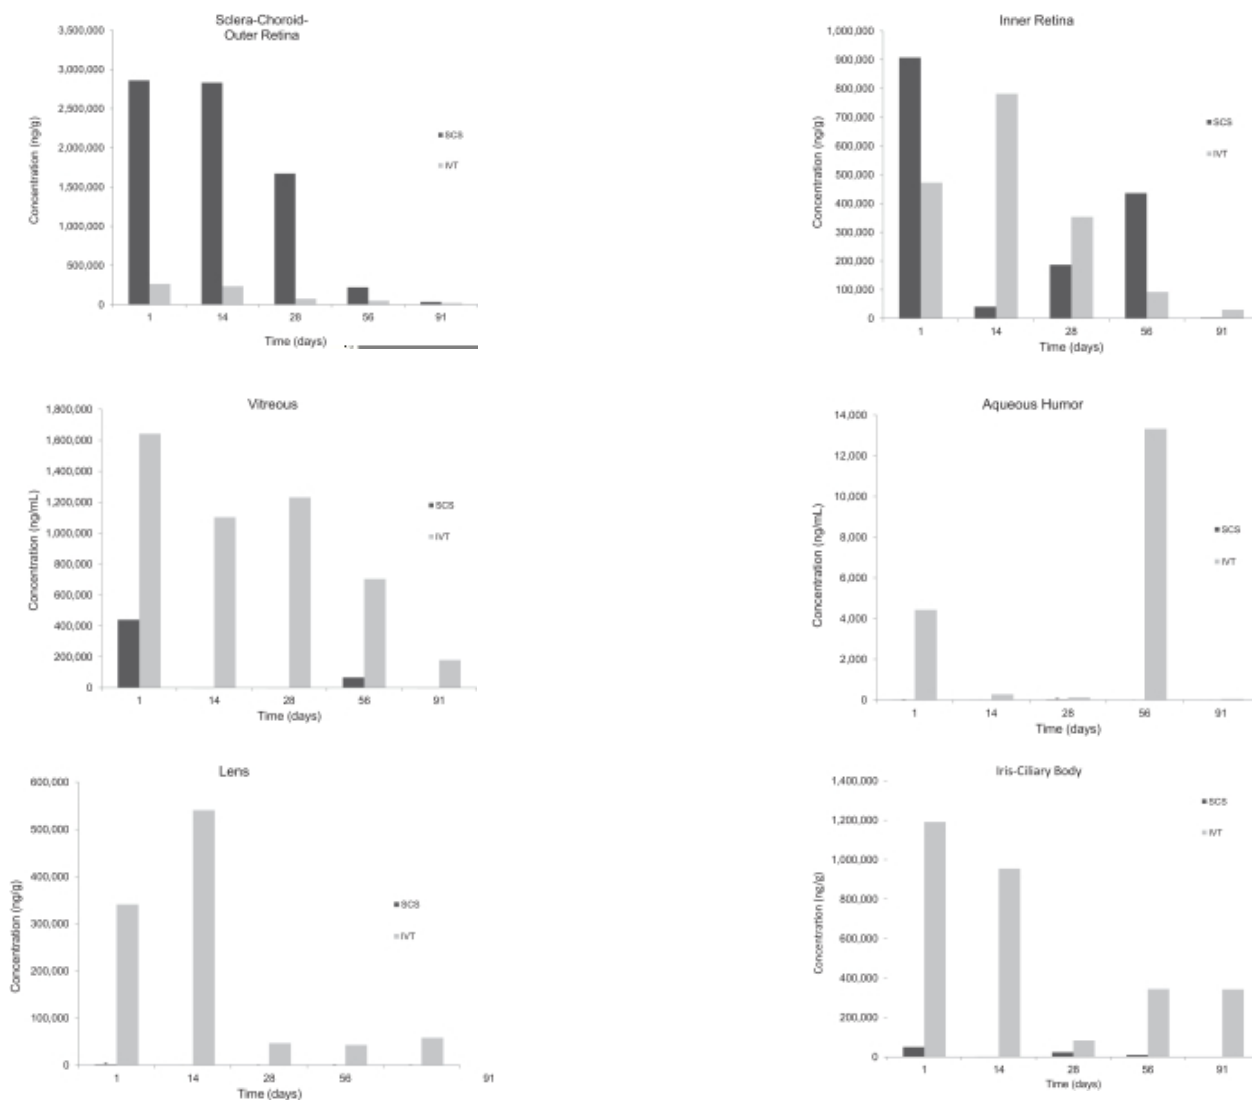 Sclera-Choroid-
Outer Retina
3,500,000
3,000,000
2,500,000
2,000,000
1,500,000
1,000,000
500,000
0
Concentration (ng/g)
SCS
IVT
1 14 28 56 91
Time (days)
Inner Retina
1,000,000
900,000
800,000
700,000
600,000
500,000
400,000
300,000
200,000
100,000
0
Concentration (ng/g)
SCS
IVT
1 14 28 56 91
Time (days)
Vitreous
1,800,000
1,600,000
1,400,000
1,200,000
1,000,000
800,000
600,000
400,000
200,000
0
Concentration (ng/mL)
SCS
IVT
1 14 28 56 91
Time (days)
Aqueous Humor
14,000
12,000
10,000
8,000
6,000
4,000
2,000
0
Concentration (ng/mL)
SCS
IVT
1 14 28 56 91
Time (days)
Lens
600,000
500,000
400,000
300,000
200,000
100,000
0
Concentration (ng/g)
SCS
IVT
1 14 28 56 91
Time (days)
Iris-Ciliary Body
1,400,000
1,200,000
1,000,000
800,000
600,000
400,000
200,000
0
Concentration (ng/g)
SCS
IVT
1 14 28 56 91
Time (days)